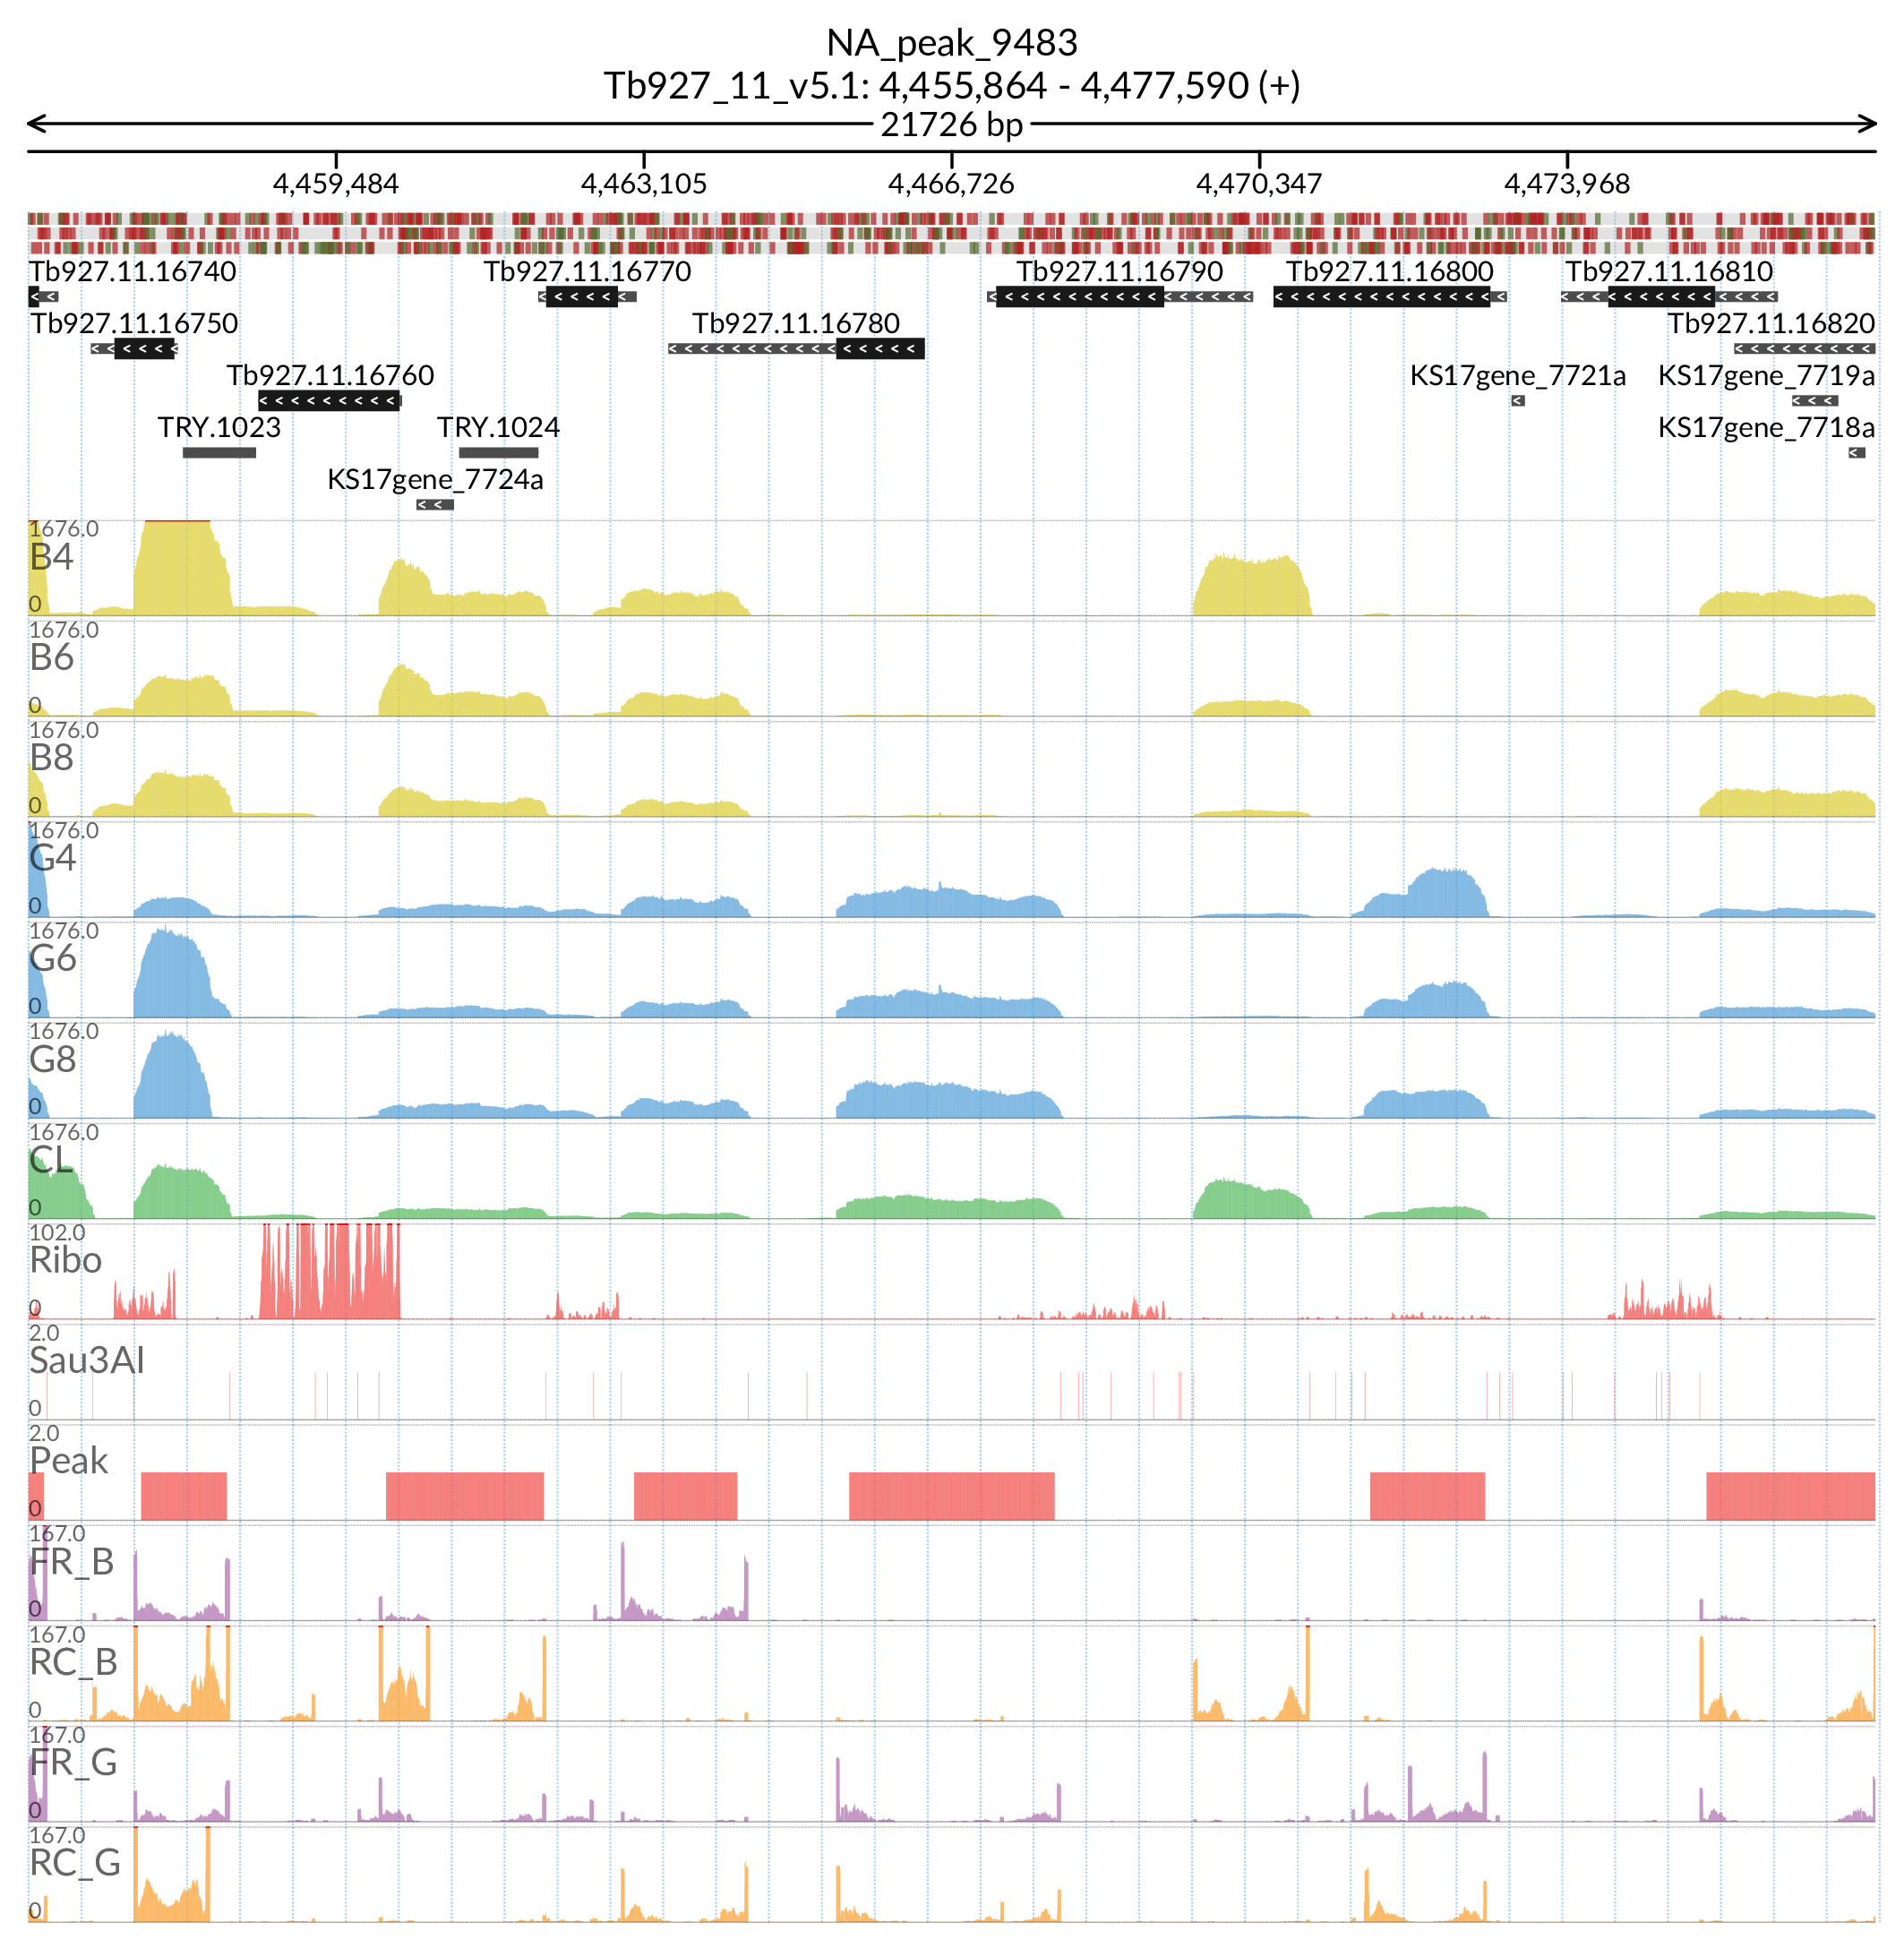 NA_peak_9483
Tb927_11_v5.1: 4,455,864 - 4,477,590 (+)
21726 bp
4,459,484 4,463,105 4,466,726 4,470,347 4,473,968
Tb927.11.16740 Tb927.11.16770 Tb927.11.16790 Tb927.11.16800 Tb927.11.16810
Tb927.11.16750 Tb927.11.16780 Tb927.11.16820
Tb927.11.16760 KS17gene_7721a KS17gene_7719a
TRY.1023 TRY.1024 KS17gene_7718a
KS17gene_7724a
1676.0
B4
0
1676.0
B6
0
1676.0
B8
0
1676.0
G4
0
1676.0
G6
0
1676.0
G8
0
1676.0
CL
0
102.0
Ribo
0
2.0
Sau3AI
0
2.0
Peak
0
167.0
FR_B
0
167.0
RC_B
0
167.0
FR_G
0
167.0
RC_G
0